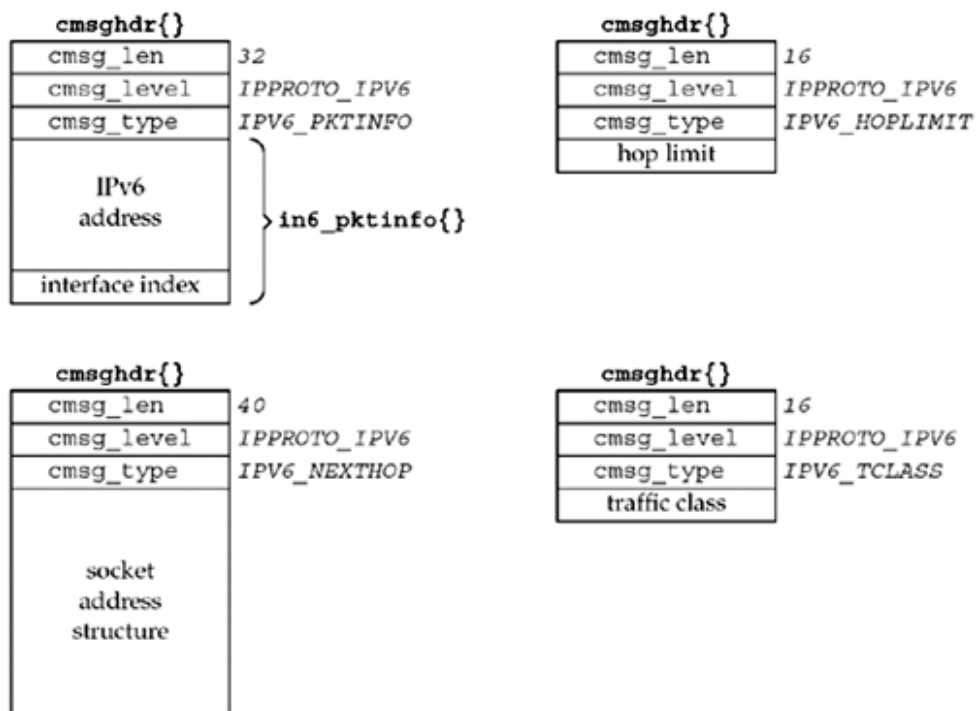 cmsghdr{}
cmsg_len 32
cmsg_level IPPROTO_IPV6
cmsg_type IPV6_PKTINFO
IPv6
address
in6_pktinfo{}
interface index
cmsghdr{}
cmsg_len 16
cmsg_level IPPROTO_IPV6
cmsg_type IPV6_HOPLIMIT
hop limit
cmsghdr{}
cmsg_len 40
cmsg_level IPPROTO_IPV6
cmsg_type IPV6_NEXTHOP
socket
address
structure
cmsghdr{}
cmsg_len 16
cmsg_level IPPROTO_IPV6
cmsg_type IPV6_TCLASS
traffic class